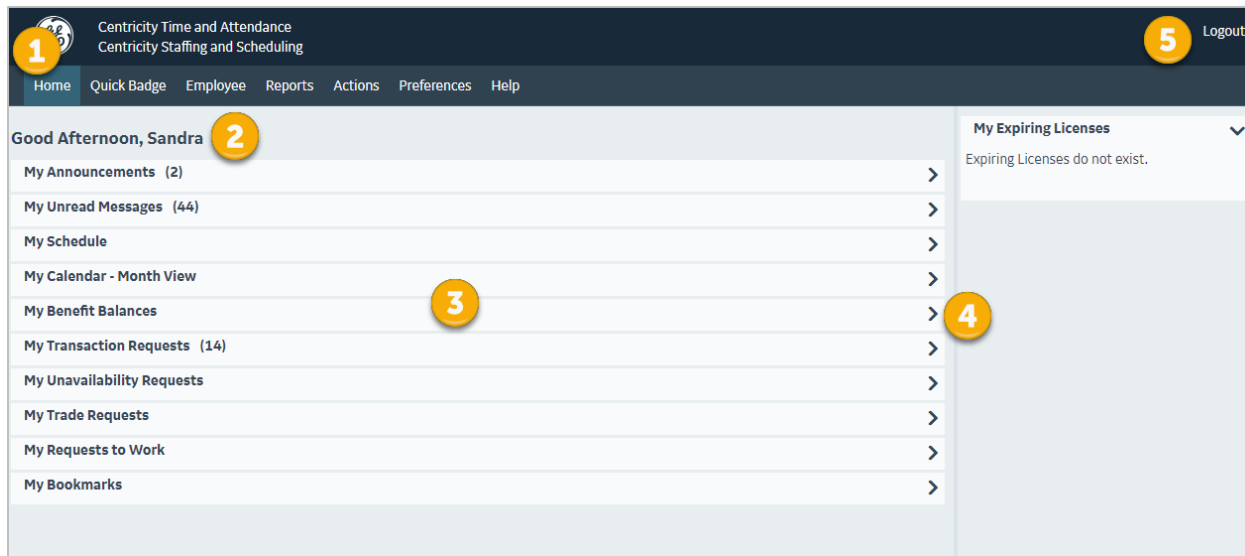 Centricity Time and Attendance
Centricity Staffing and Scheduling
1
5
Logout
Home Quick Badge Employee Reports Actions Preferences Help
Good Afternoon, Sandra 2
My Announcements (2)
My Unread Messages (44)
My Schedule
My Calendar - Month View
3
My Benefit Balances
4
My Transaction Requests (14)
My Unavailability Requests
My Trade Requests
My Requests to Work
My Bookmarks
My Expiring Licenses
Expiring Licenses do not exist.